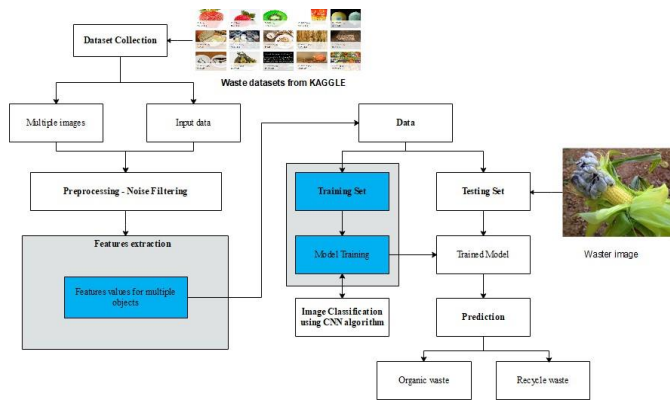 Dataset Collection
Waste datasets from KAGGLE
Multiple images
Input data
Data
Preprocessing - Noise Filtering
Training Set
Testing Set
Features extraction
Model Training
Trained Model
Waster image
Features values for multiple
objects
Image Classification
using CNN algorithm
Prediction
Organic waste
Recycle waste